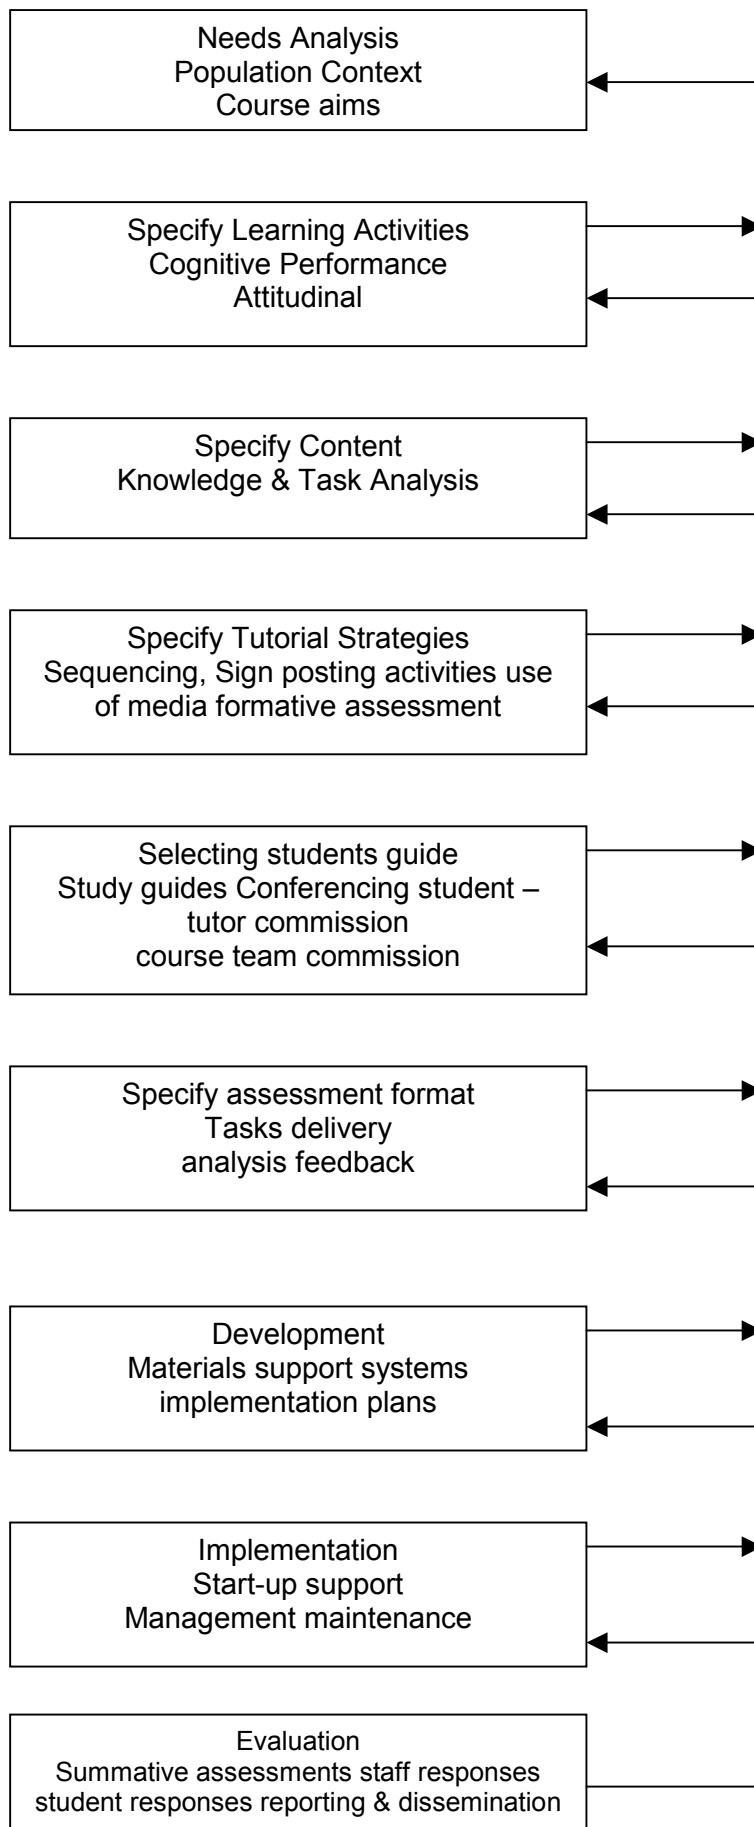 Needs Analysis
Population Context
Course aims
Specify Learning Activities
Cognitive Performance
Attitudinal
Specify Content
Knowledge & Task Analysis
Specify Tutorial Strategies
Sequencing, Sign posting activities use
of media formative assessment
Selecting students guide
Study guides Conferencing student –
tutor commission
course team commission
Specify assessment format
Tasks delivery
analysis feedback
Development
Materials support systems
implementation plans
Implementation
Start-up support
Management maintenance
Evaluation
Summative assessments staff responses
student responses reporting & dissemination